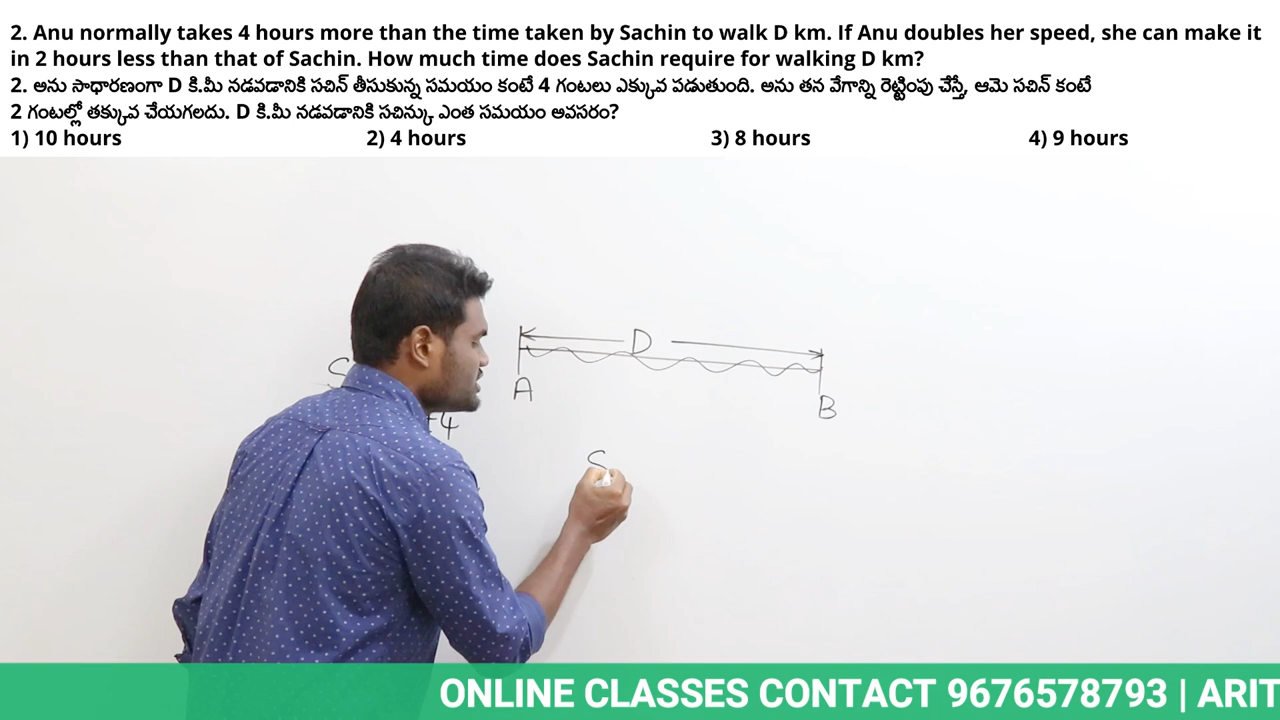 2. Anu normally takes 4 hours more than the time taken by Sachin to walk D km. If Anu doubles her speed, she can make it
in 2 hours less than that of Sachin. How much time does Sachin require for walking D km?
2. అను సాధారణంగా D కి.మీ నడవడానికి సచిన్ తీసుకున్న సమయం కంటే 4 గంటలు ఎక్కువ పడుతుంది. అను తన వేగాన్ని రెట్టింపు చేస్తే, ఆమె సచిన్ కంటే
2 గంటల్లో తక్కువ చేయగలదు. D కి.మీ నడవడానికి సచిన్కు ఎంత సమయం అవసరం?
1) 10 hours 2) 4 hours 3) 8 hours 4) 9 hours
D
S
A
B
+4
S
ONLINE CLASSES CONTACT 9676578793 | ARIT